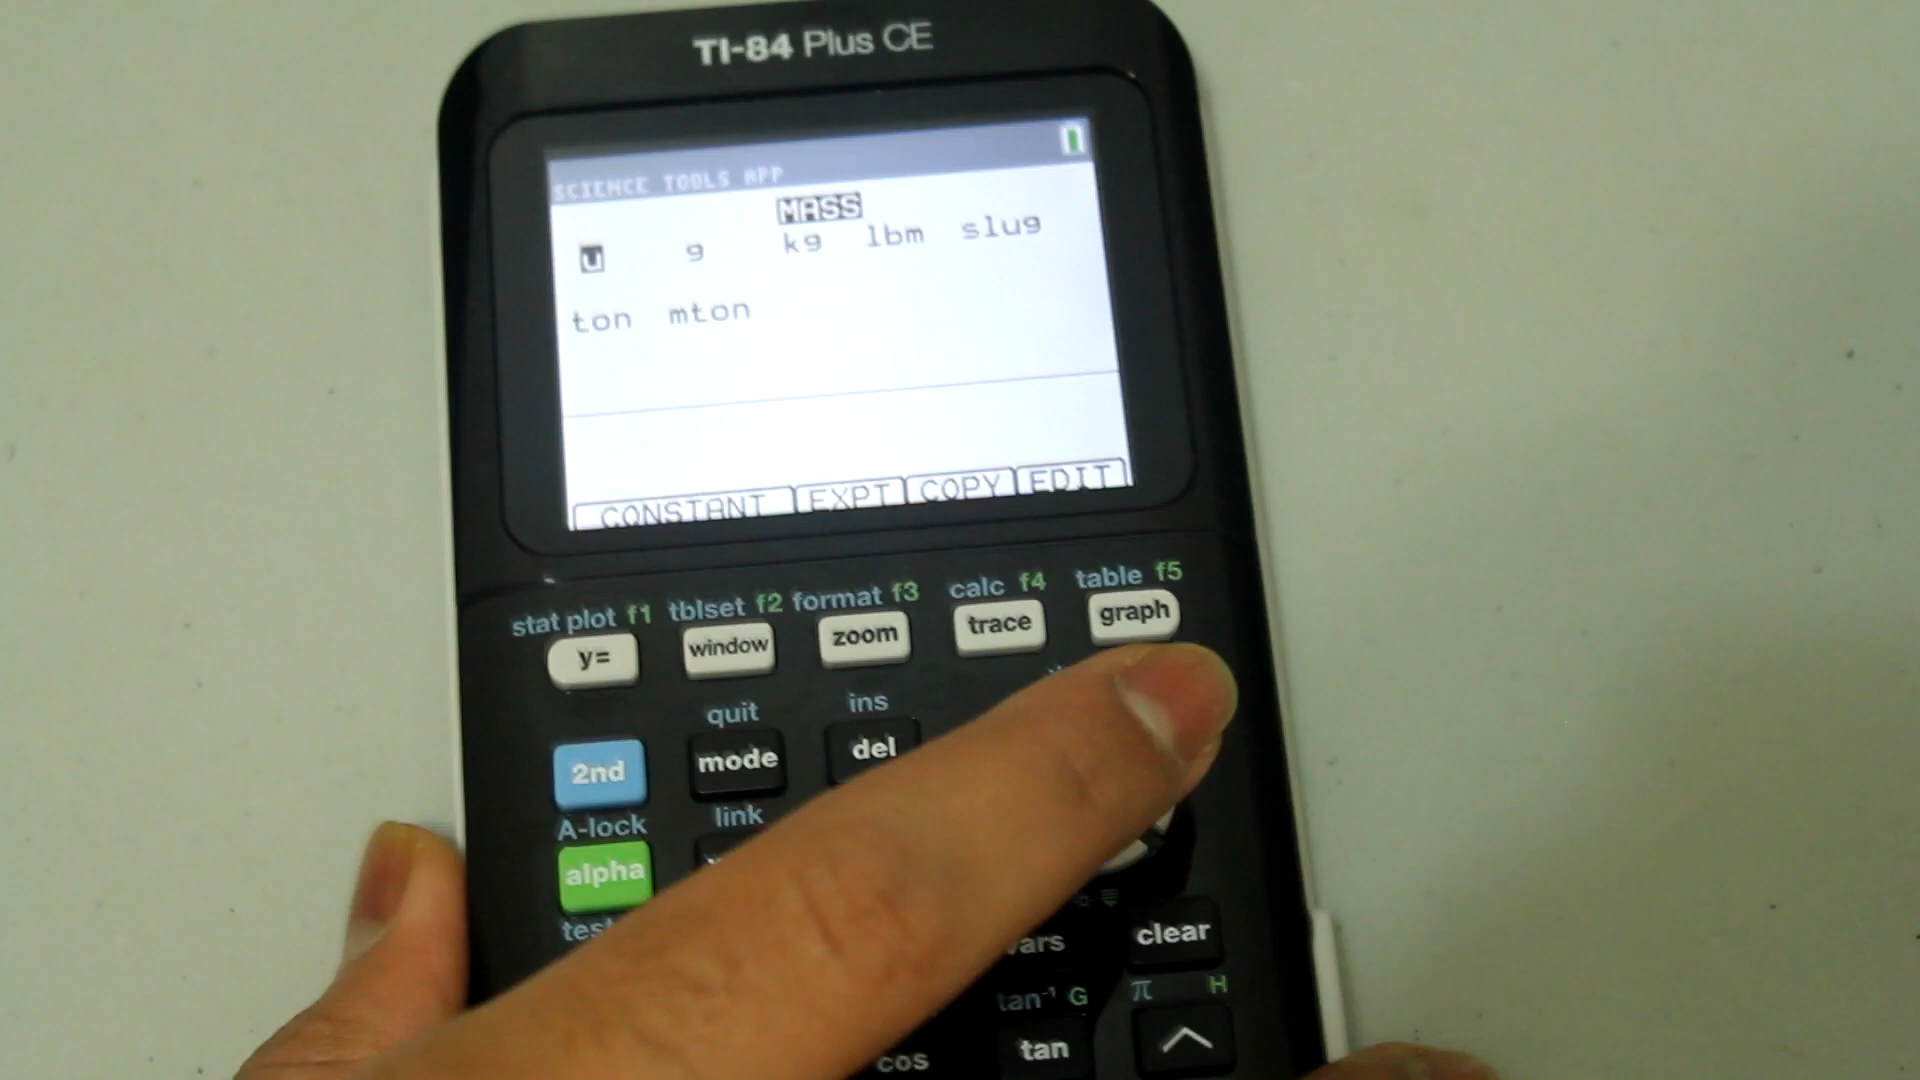 TI-84 Plus CE
SCIENCE TOOLS APP
MASS
u g kg lbm slug
ton mton
CONSTANT EXPT COPY EDIT
stat plot f1 tblset f2 format f3 calc f4 table f5
y= window zoom trace graph
quit ins
2nd mode del
A-lock link
alpha
test
vars clear
tan⁻¹ G π H
cos tan ^